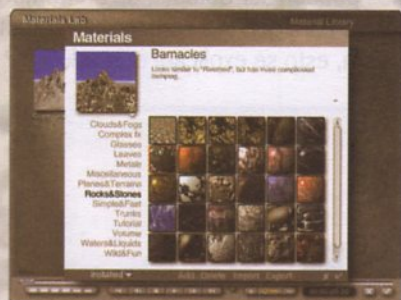 Materials Lab
Material Library
Materials
Barnacles
Looks similar to "Riverbed", but has more complicated
bumping.
Clouds&Fogs
Complex fx
Glasses
Leaves
Metals
Miscellaneous
Planes&Terrains
Rocks&Stones
Simple&Fast
Trunks
Tutorial
Volume
Waters&Liquids
Wild&Fun
Installed
Add Delete Import Export